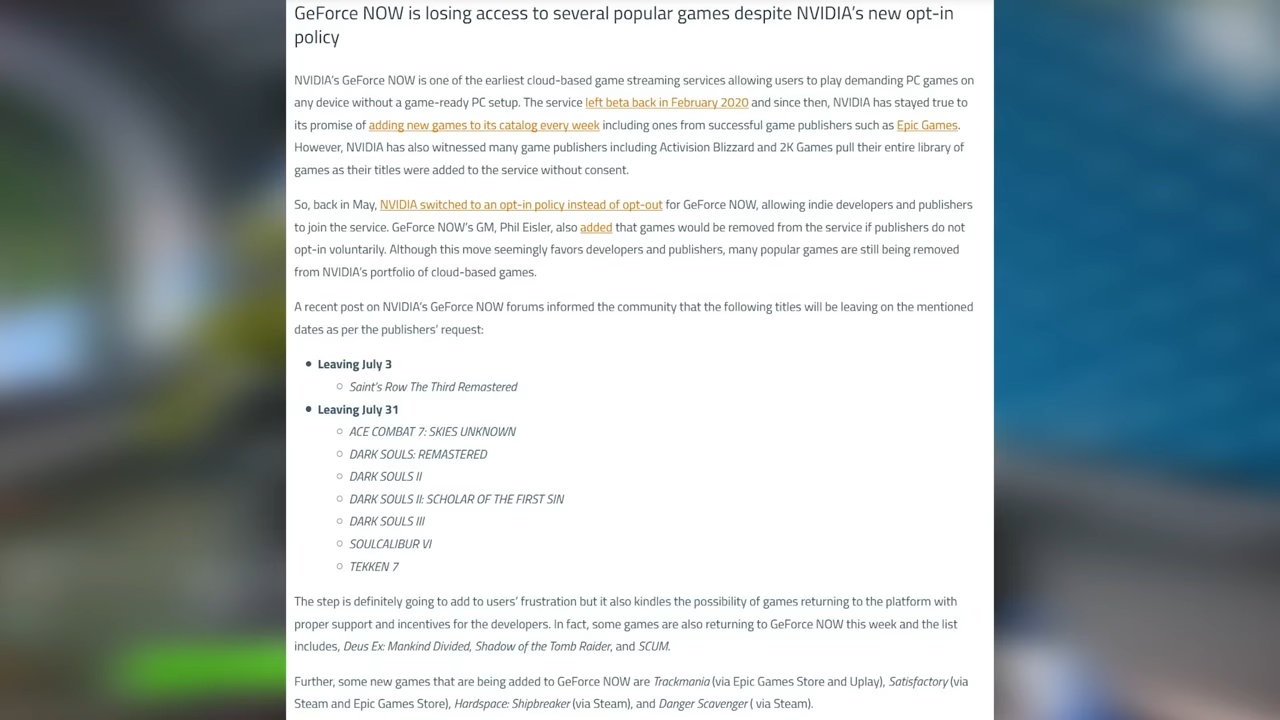 GeForce NOW is losing access to several popular games despite NVIDIA's new opt-in
policy
NVIDIA's GeForce NOW is one of the earliest cloud-based game streaming services allowing users to play demanding PC games on
any device without a game-ready PC setup. The service left beta back in February 2020 and since then, NVIDIA has stayed true to
its promise of adding new games to its catalog every week including ones from successful game publishers such as Epic Games.
However, NVIDIA has also witnessed many game publishers including Activision Blizzard and 2K Games pull their entire library of
games as their titles were added to the service without consent.
So, back in May, NVIDIA switched to an opt-in policy instead of opt-out for GeForce NOW, allowing indie developers and publishers
to join the service. GeForce NOW's GM, Phil Eisler, also added that games would be removed from the service if publishers do not
opt-in voluntarily. Although this move seemingly favors developers and publishers, many popular games are still being removed
from NVIDIA's portfolio of cloud-based games.
A recent post on NVIDIA's GeForce NOW forums informed the community that the following titles will be leaving on the mentioned
dates as per the publishers' request:
Leaving July 3
Saint's Row The Third Remastered
Leaving July 31
ACE COMBAT 7: SKIES UNKNOWN
DARK SOULS: REMASTERED
DARK SOULS II
DARK SOULS II: SCHOLAR OF THE FIRST SIN
DARK SOULS III
SOULCALIBUR VI
TEKKEN 7
The step is definitely going to add to users' frustration but it also kindles the possibility of games returning to the platform with
proper support and incentives for the developers. In fact, some games are also returning to GeForce NOW this week and the list
includes, Deus Ex: Mankind Divided, Shadow of the Tomb Raider, and SCUM.
Further, some new games that are being added to GeForce NOW are Trackmania (via Epic Games Store and Uplay), Satisfactory (via
Steam and Epic Games Store), Hardspace: Shipbreaker (via Steam), and Danger Scavenger ( via Steam).